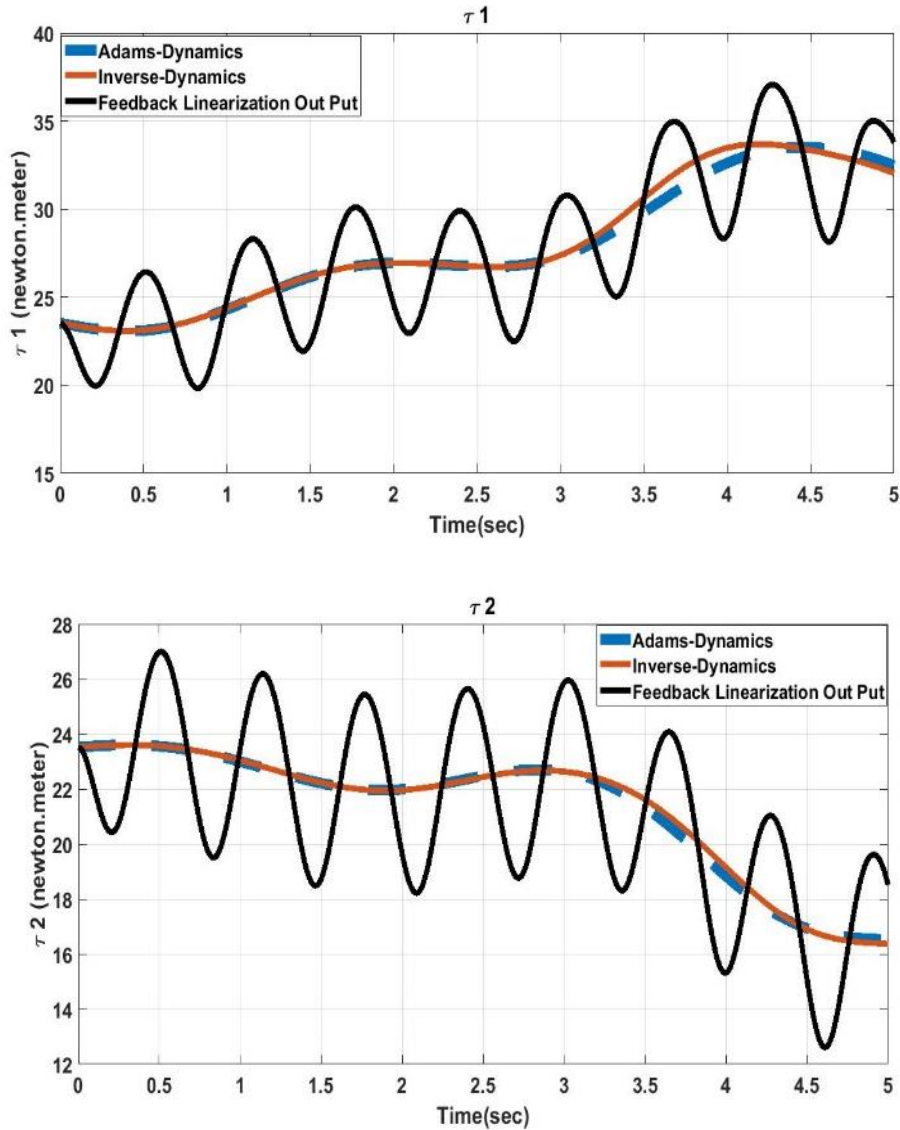 τ 1
40
35
30
25
20
15
τ 1 (newton.meter)
Adams-Dynamics
Inverse-Dynamics
Feedback Linearization Out Put
0 0.5 1 1.5 2 2.5 3 3.5 4 4.5 5
Time(sec)
τ 2
28
26
24
22
20
18
16
14
12
τ 2 (newton.meter)
Adams-Dynamics
Inverse-Dynamics
Feedback Linearization Out Put
0 0.5 1 1.5 2 2.5 3 3.5 4 4.5 5
Time(sec)